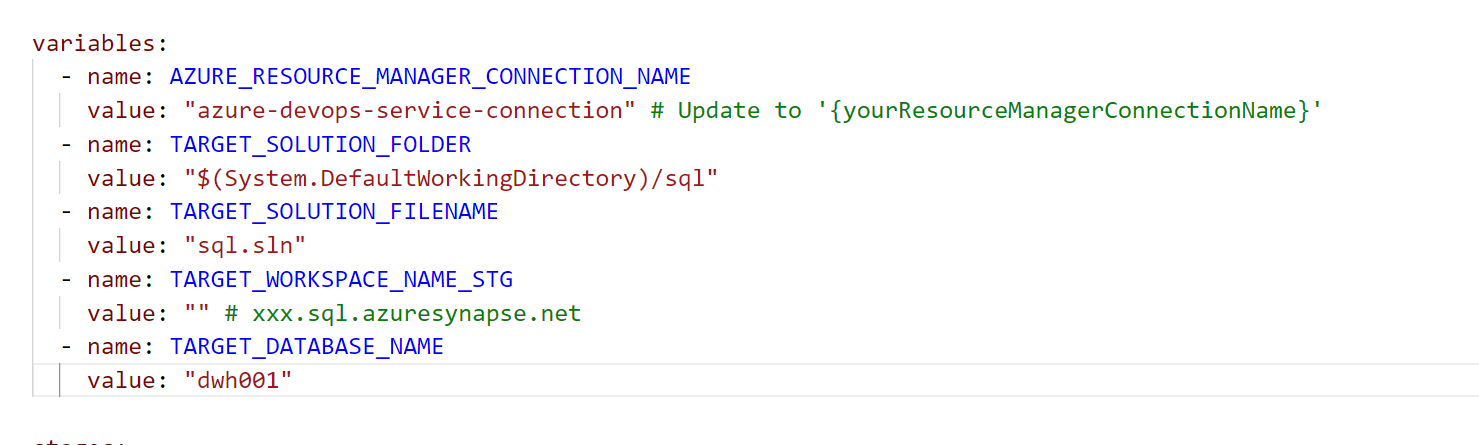 variables:
  - name: AZURE_RESOURCE_MANAGER_CONNECTION_NAME
    value: "azure-devops-service-connection" # Update to '{yourResourceManagerConnectionName}'
  - name: TARGET_SOLUTION_FOLDER
    value: "$(System.DefaultWorkingDirectory)/sql"
  - name: TARGET_SOLUTION_FILENAME
    value: "sql.sln"
  - name: TARGET_WORKSPACE_NAME_STG
    value: "" # xxx.sql.azuresynapse.net
  - name: TARGET_DATABASE_NAME
    value: "dwh001"